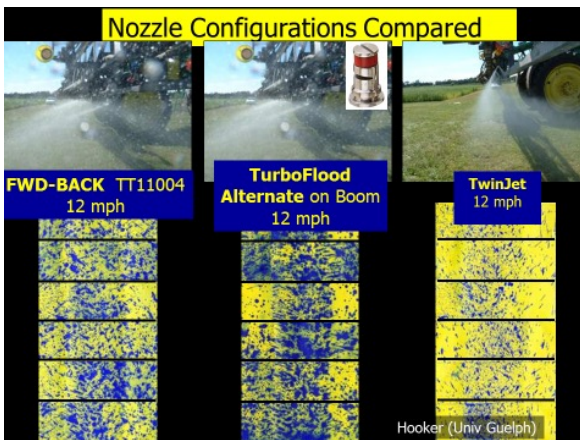 Nozzle Configurations Compared
FWD-BACK TT11004
12 mph
TurboFlood
Alternate on Boom
12 mph
TwinJet
12 mph
Hooker (Univ Guelph)